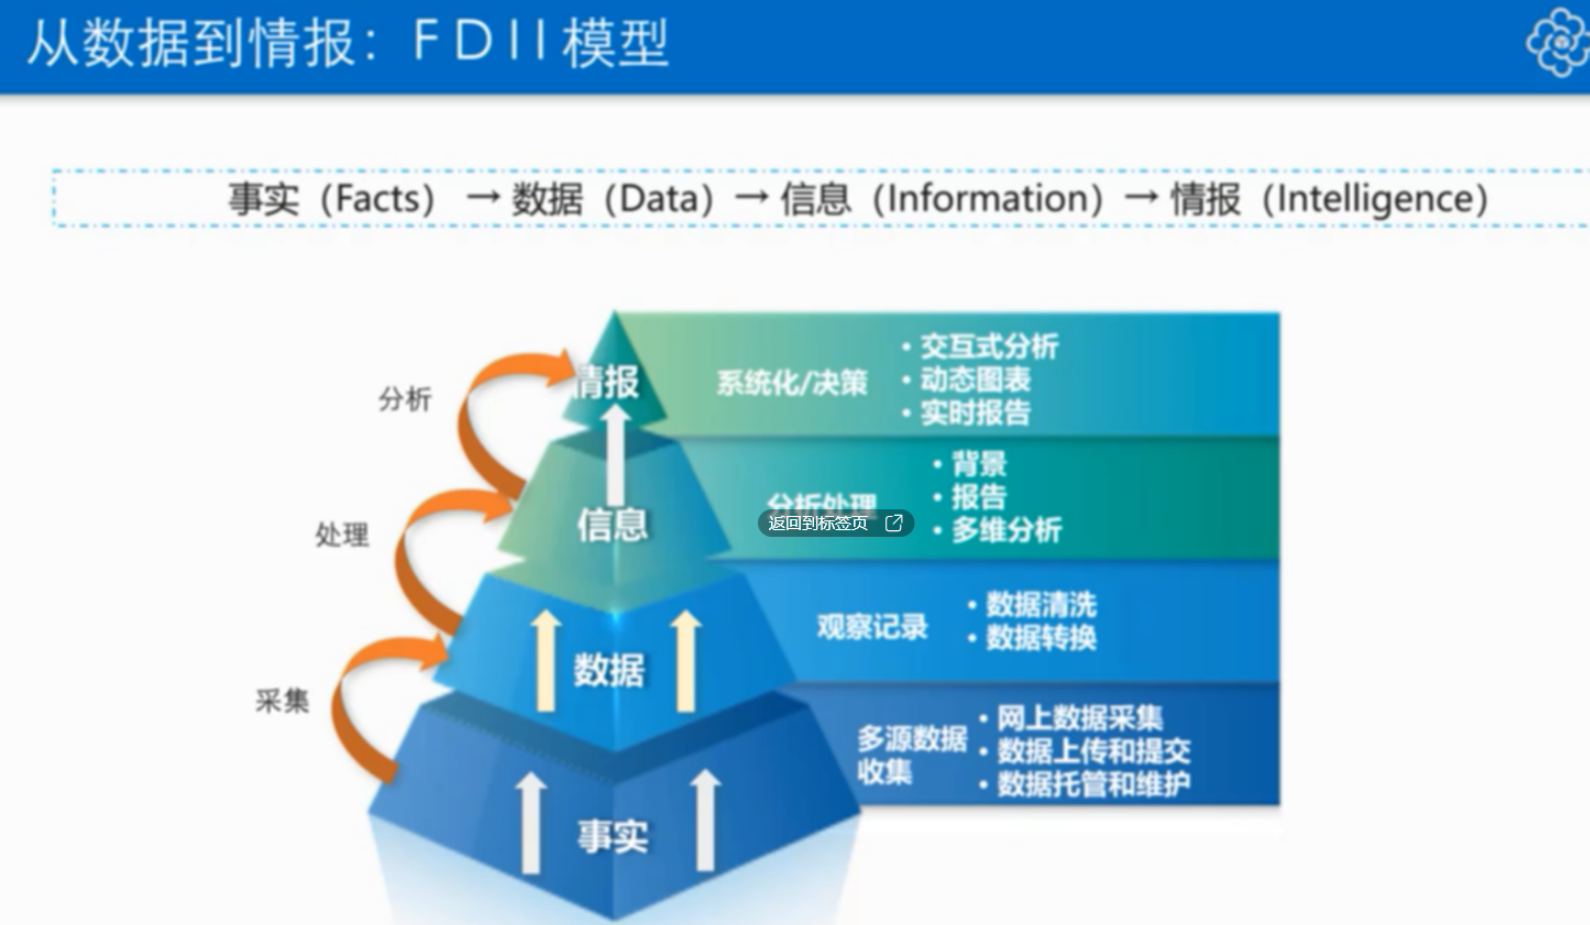 从数据到情报：FDII模型
事实（Facts）→ 数据（Data）→ 信息（Information）→ 情报（Intelligence）
分析
情报
系统化/决策
• 交互式分析
• 动态图表
• 实时报告
处理
信息
分析处理
返回到标签页
• 背景
• 报告
• 多维分析
采集
数据
观察记录
• 数据清洗
• 数据转换
事实
多源数据
收集
• 网上数据采集
• 数据上传和提交
• 数据托管和维护